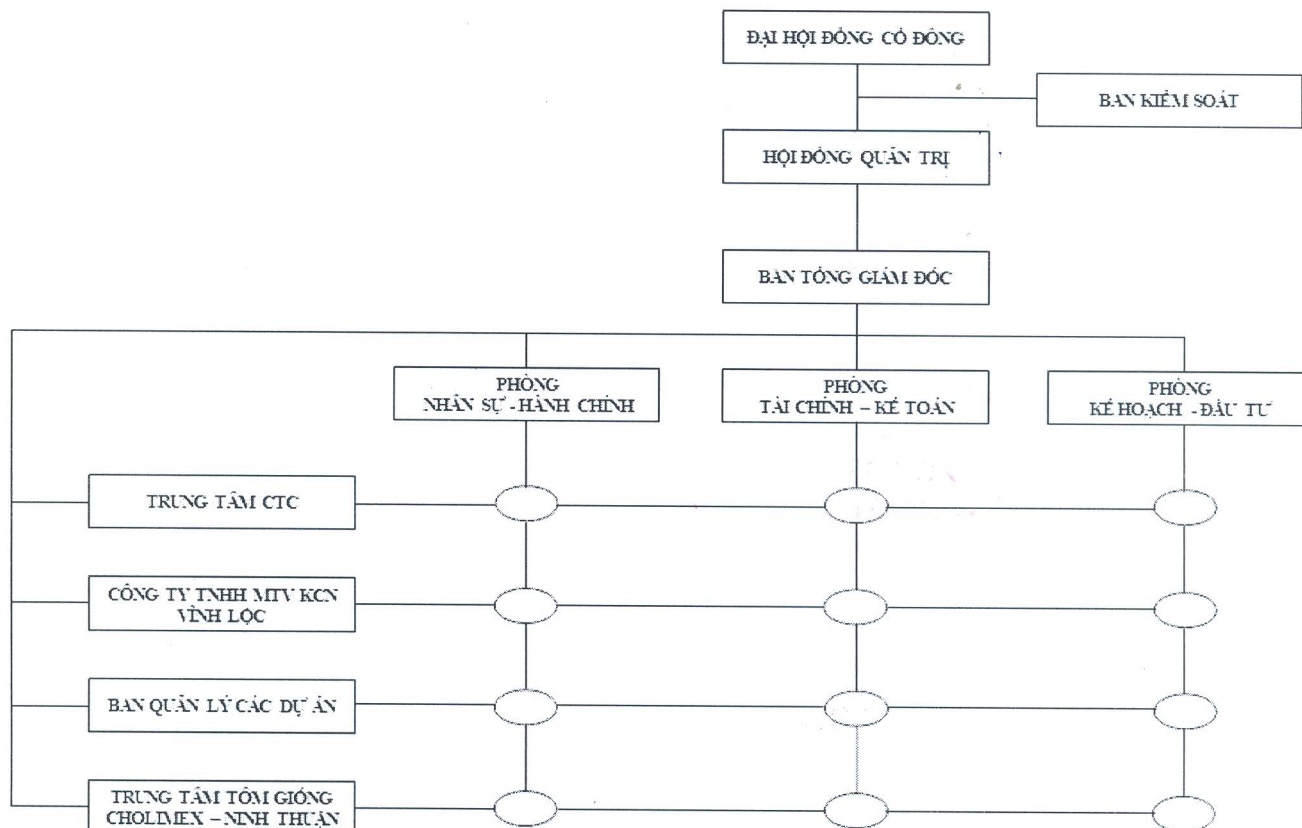 ĐẠI HỘI ĐỒNG CỔ ĐÔNG
BAN KIỂM SOÁT
HỘI ĐỒNG QUẢN TRỊ
BAN TỔNG GIÁM ĐỐC
PHÒNG
NHÂN SỰ - HÀNH CHÍNH
PHÒNG
TÀI CHÍNH – KẾ TOÁN
PHÒNG
KẾ HOẠCH - ĐẦU TƯ
TRUNG TÂM CTC
CÔNG TY TNHH MTV KCN
VĨNH LỘC
BAN QUẢN LÝ CÁC DỰ ÁN
TRUNG TÂM TÔM GIỐNG
CHOLIMEX – NINH THUẬN